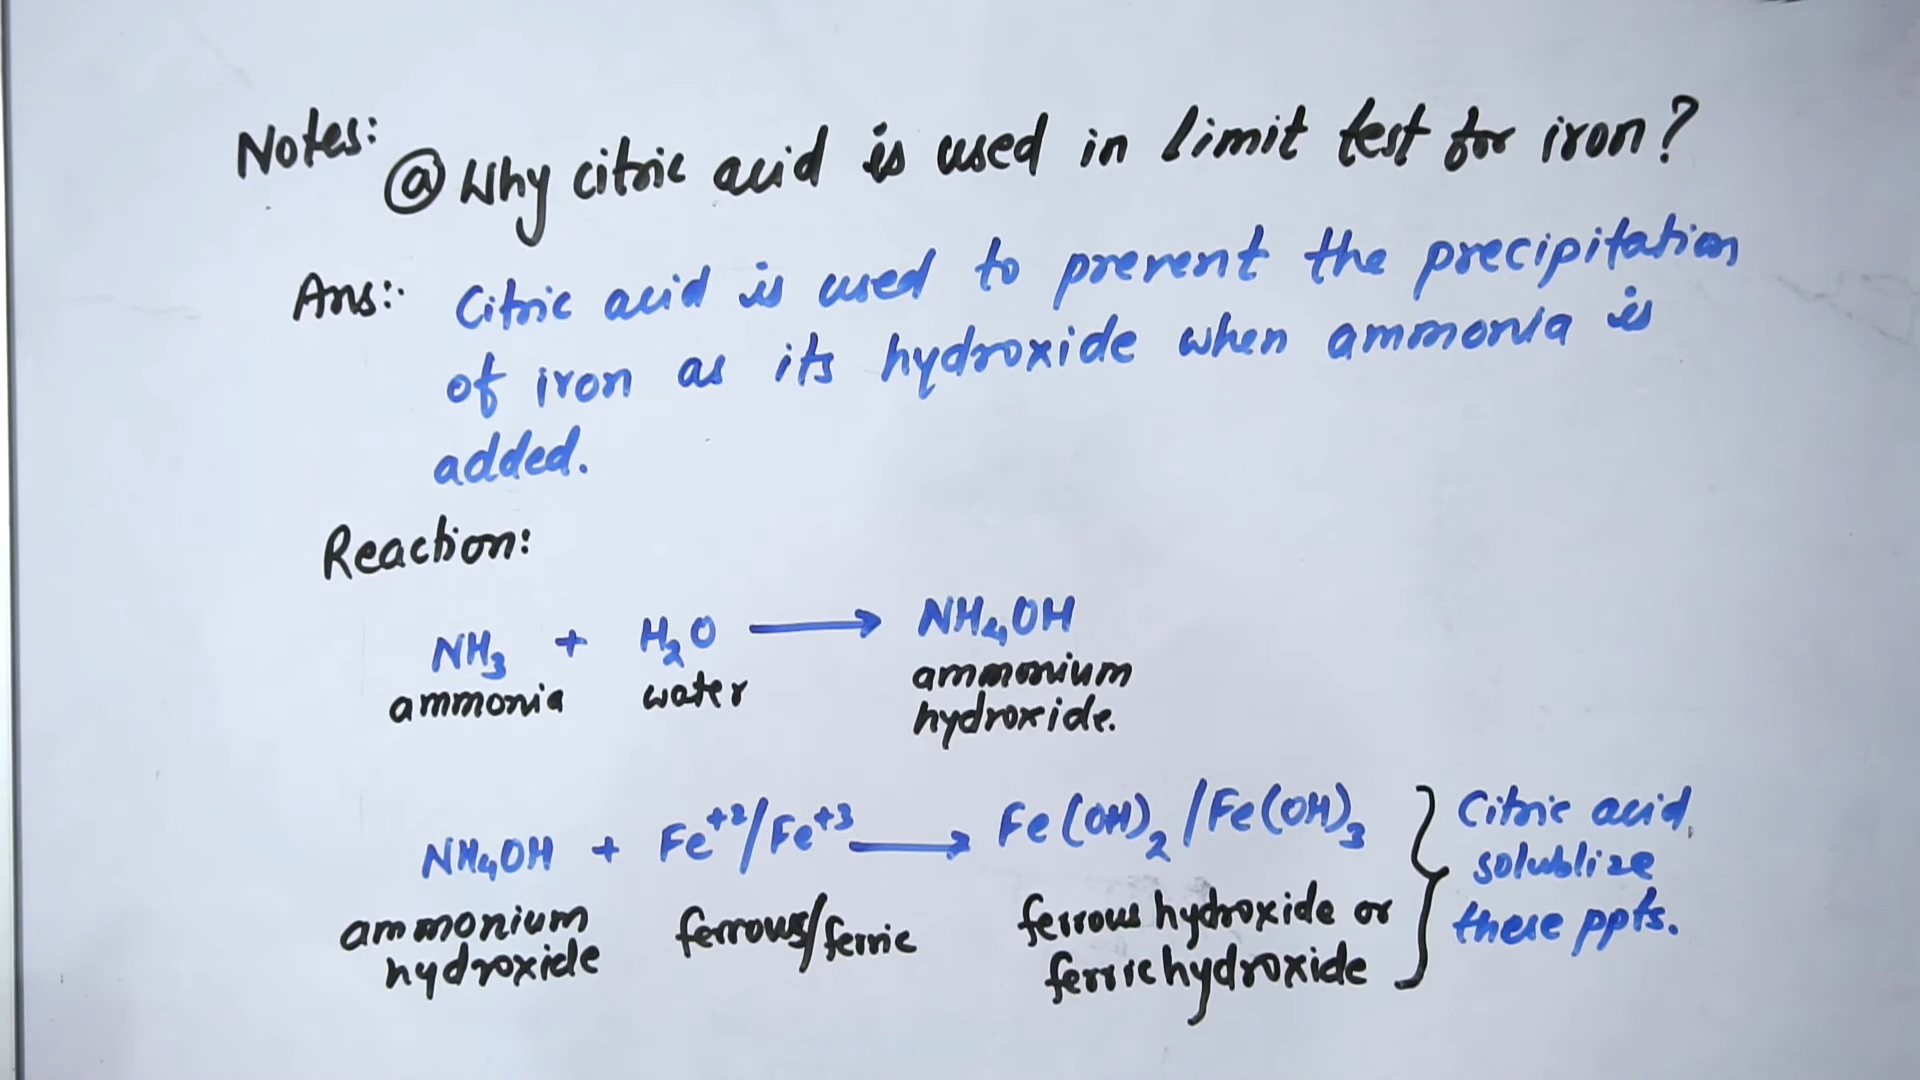 Notes: ⓐ Why citric acid is used in limit test for iron?
Ans:. Citric acid is used to prevent the precipitation
of iron as its hydroxide when ammonia is
added.
Reaction:
NH₃ + H₂O → NH₄OH
ammonia water ammonium
hydroxide.
NH₄OH + Fe⁺²/Fe⁺³ → Fe(OH)₂ / Fe(OH)₃ } Citric acid
solublize
these ppts.
ammonium ferrous/ferric ferrous hydroxide or
hydroxide ferric hydroxide